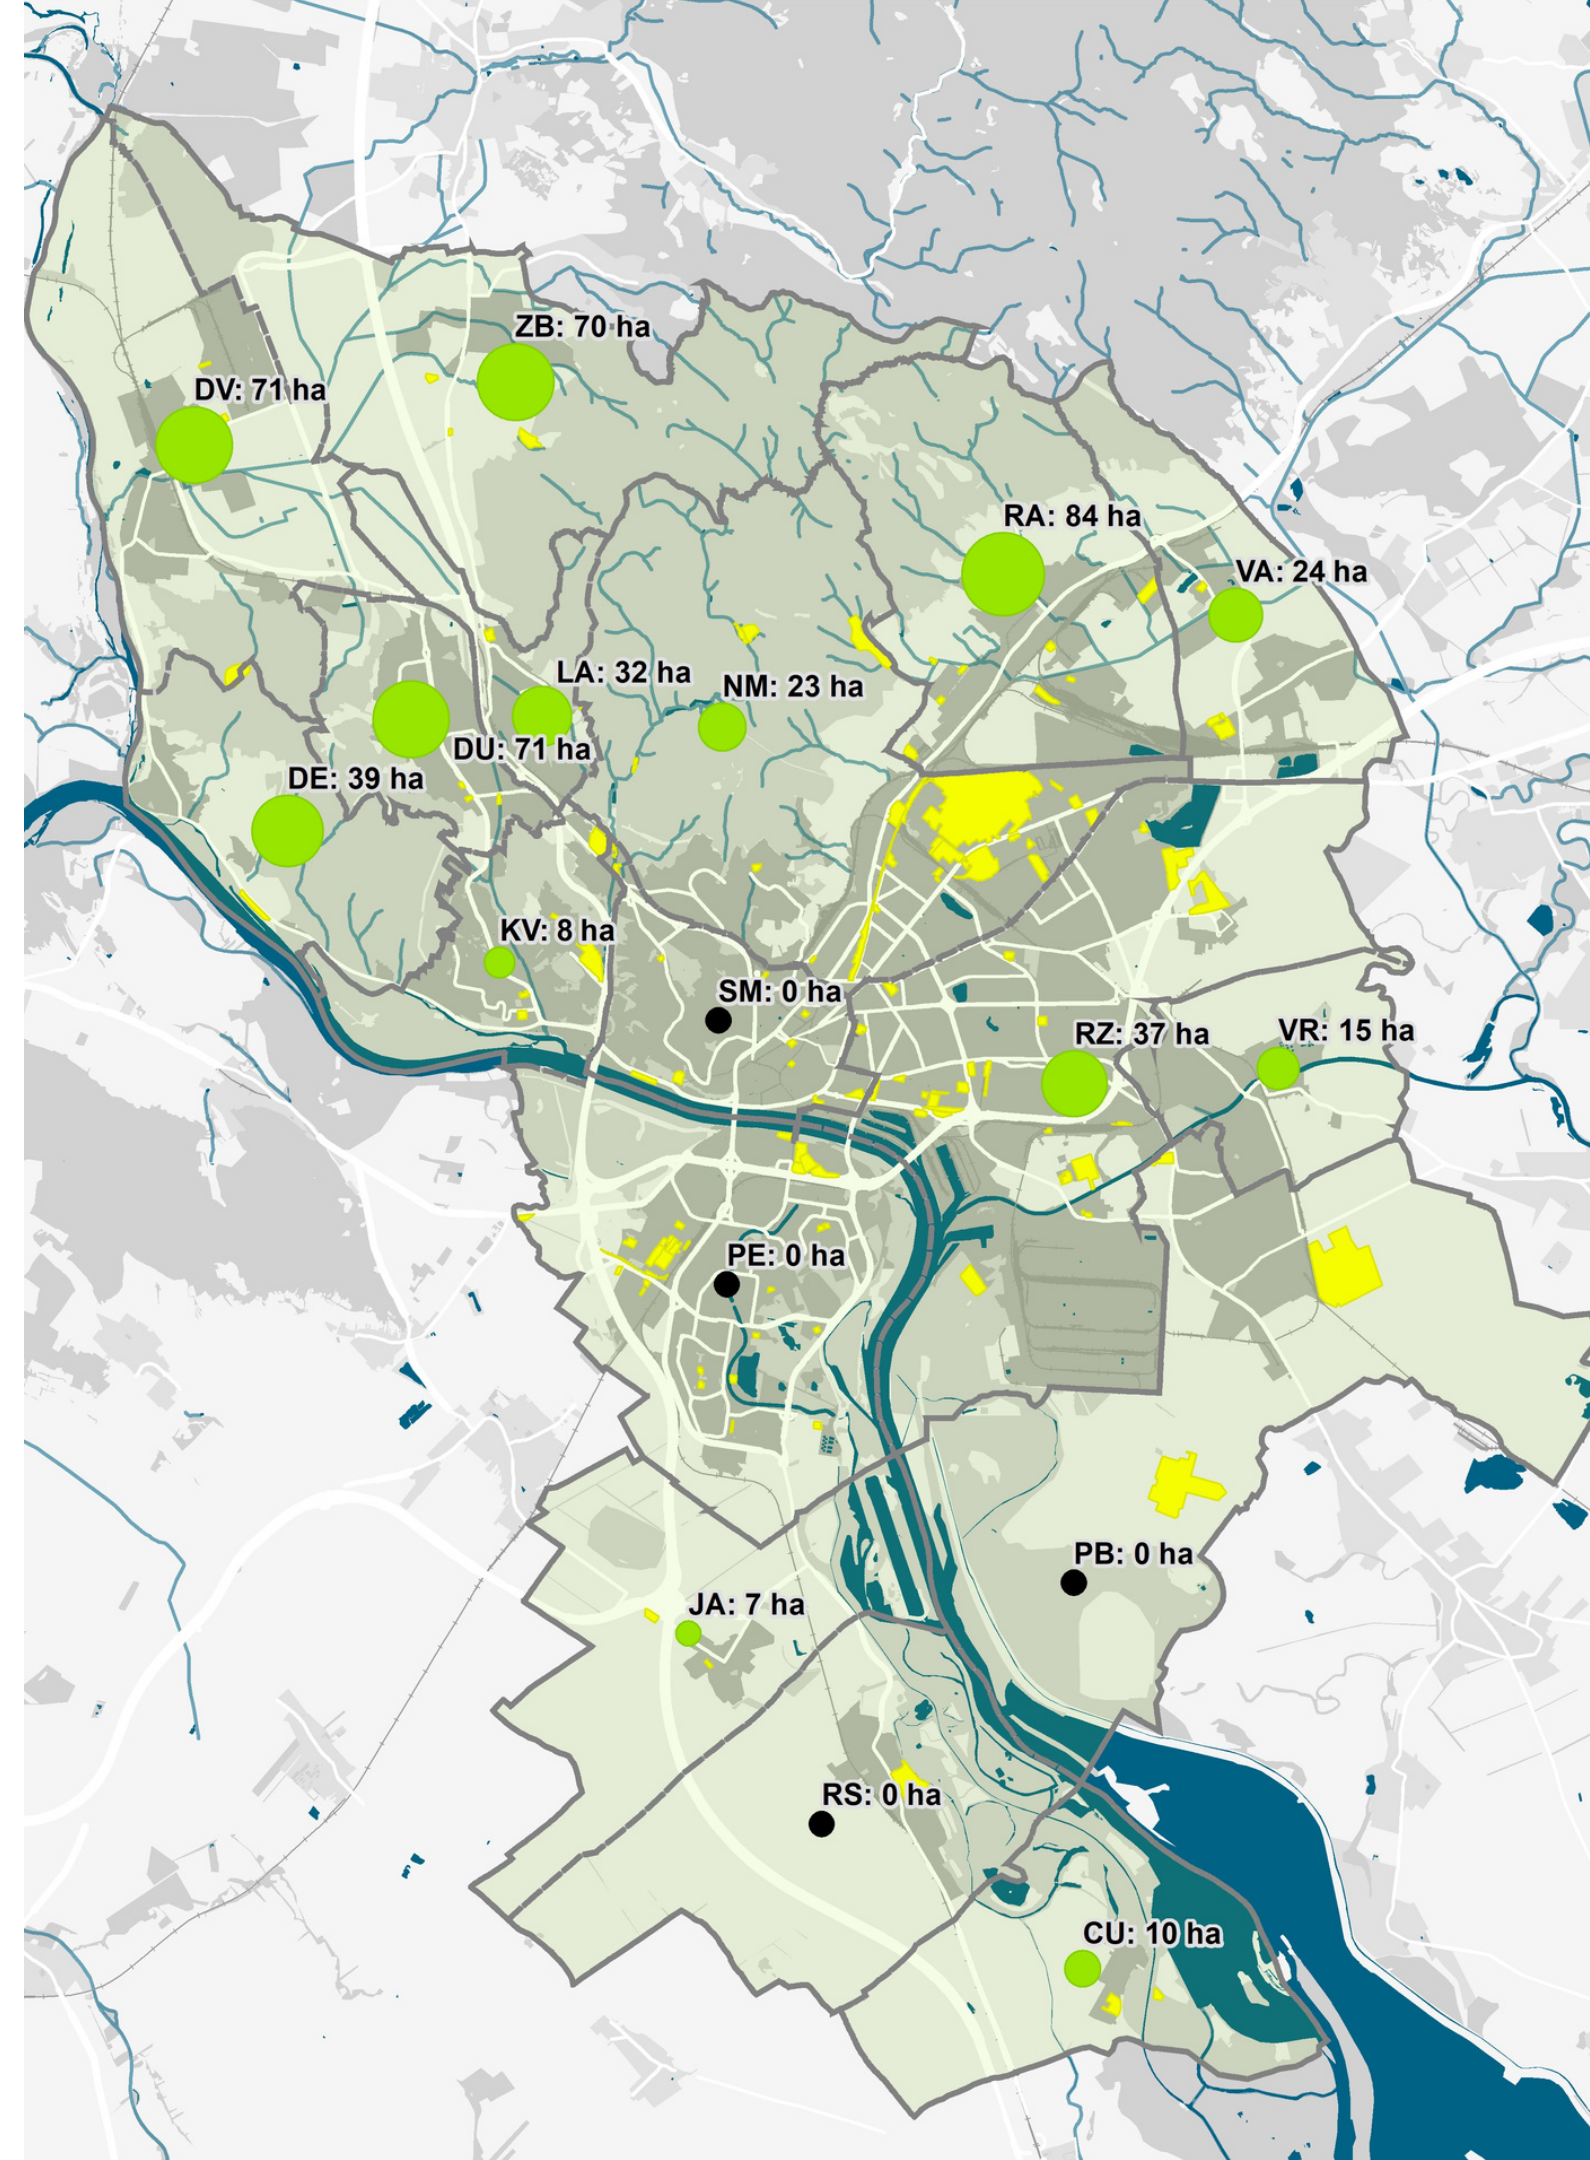 ZB: 70 ha
DV: 71 ha
RA: 84 ha
VA: 24 ha
LA: 32 ha
NM: 23 ha
DU: 71 ha
DE: 39 ha
KV: 8 ha
SM: 0 ha
RZ: 37 ha
VR: 15 ha
PE: 0 ha
PB: 0 ha
JA: 7 ha
RS: 0 ha
CU: 10 ha